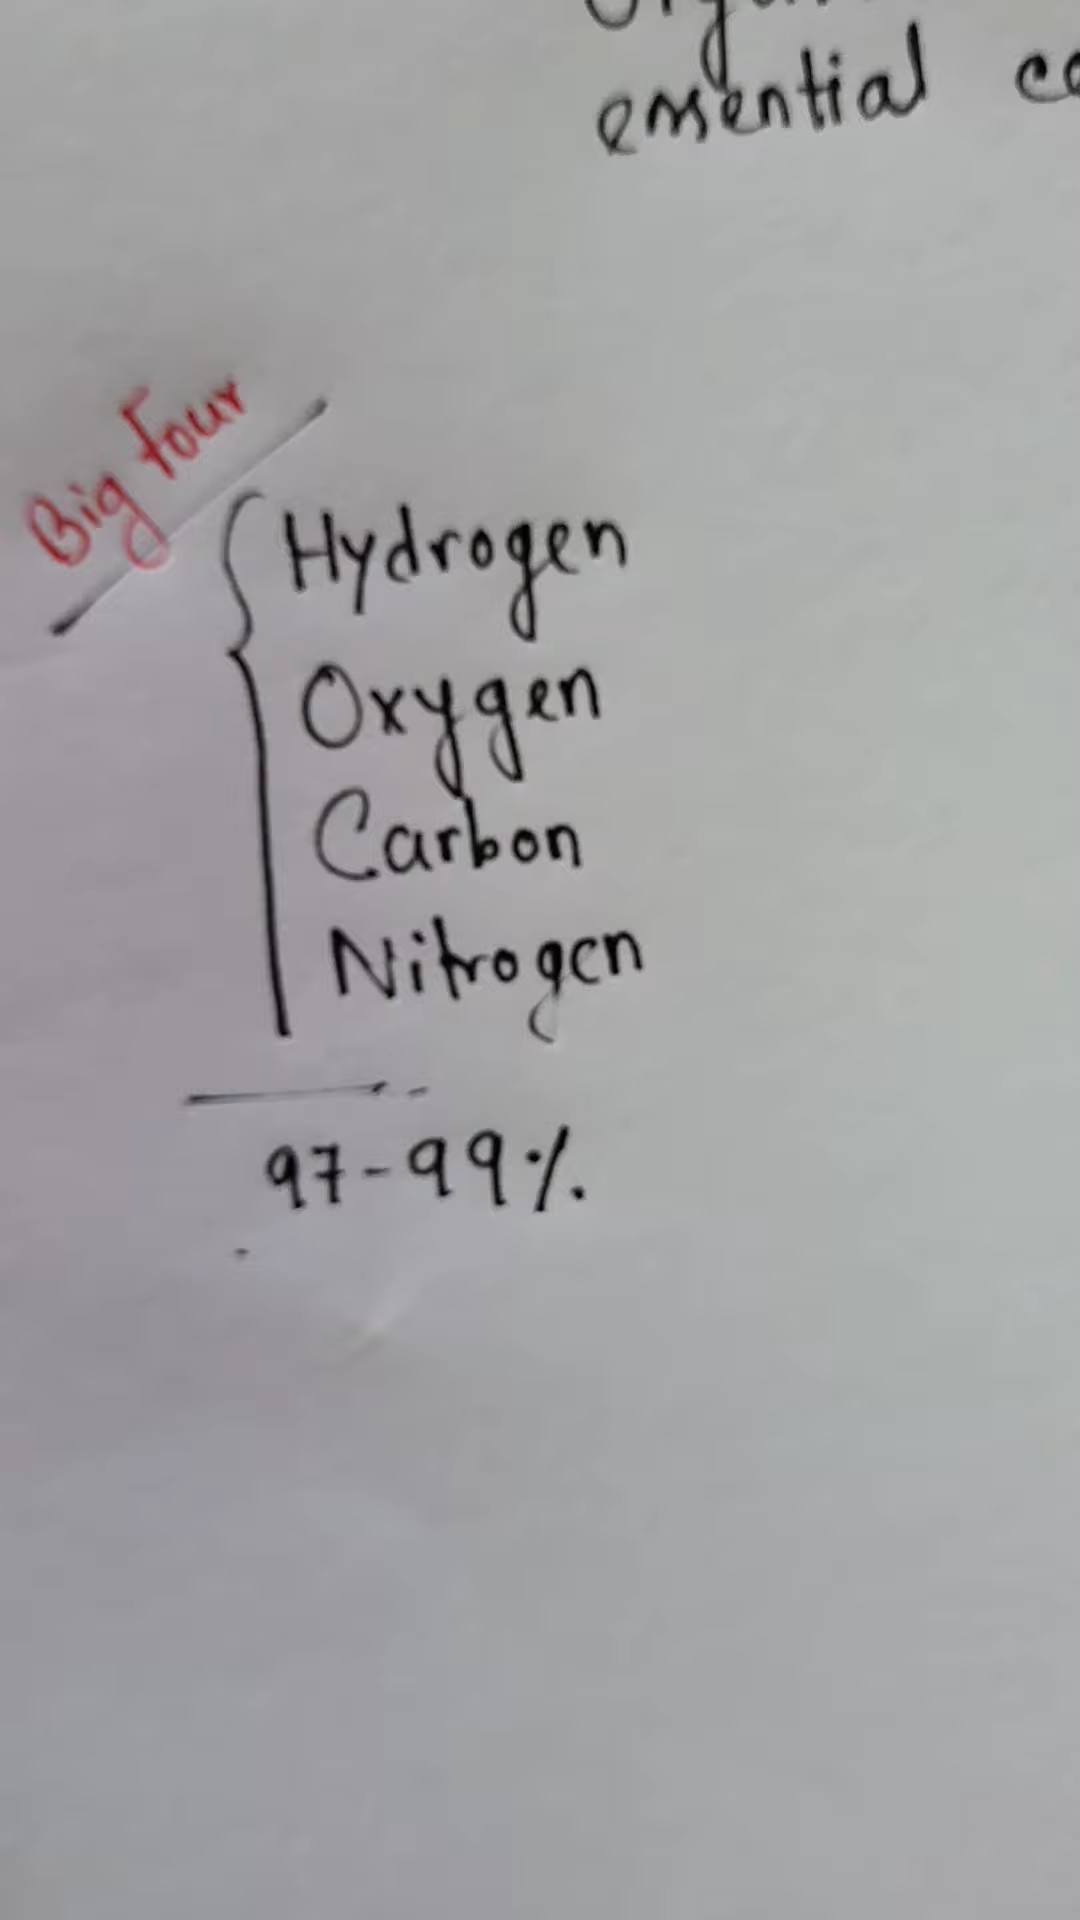 essential
Big Four
Hydrogen
Oxygen
Carbon
Nitrogen
97-99%